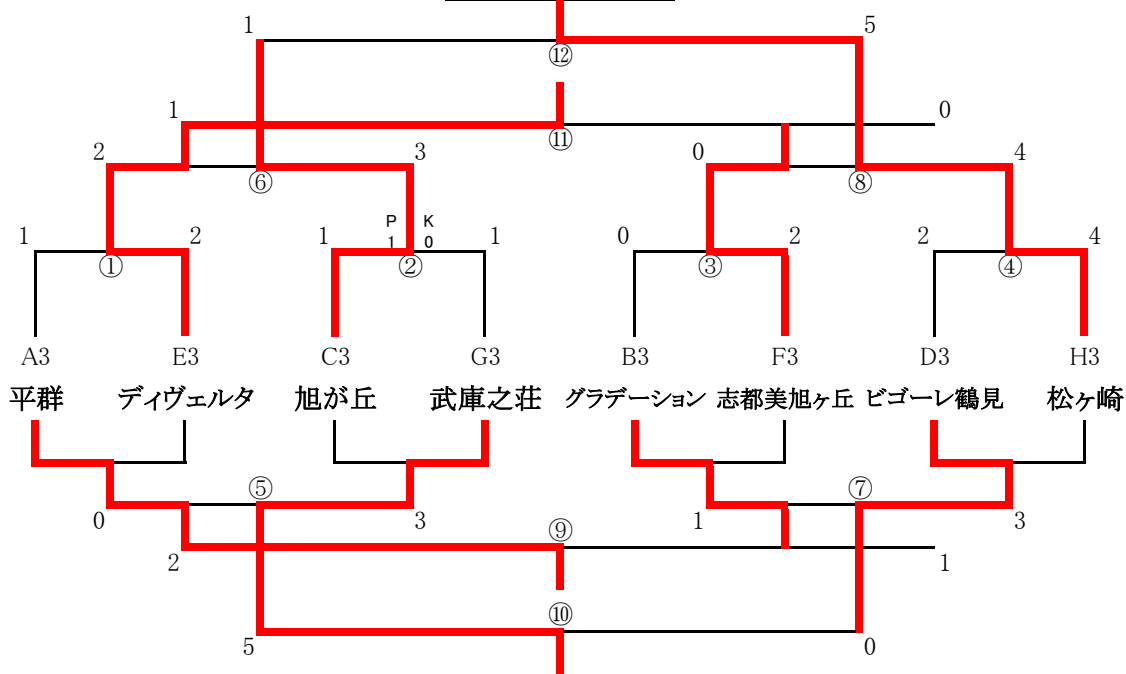 1 5
⑫
1 0
⑪
2 3 0 4
⑥ ⑧
P K
1 2 1 1 0 1 0 2 2 4
① ② ③ ④
A3 E3 C3 G3 B3 F3 D3 H3
平群 ディヴェルタ 旭が丘 武庫之荘 グラデーション 志都美旭ヶ丘 ビゴーレ鶴見 松ヶ崎
⑤ ⑦
0 3 1 3
⑨
2 1
⑩
5 0